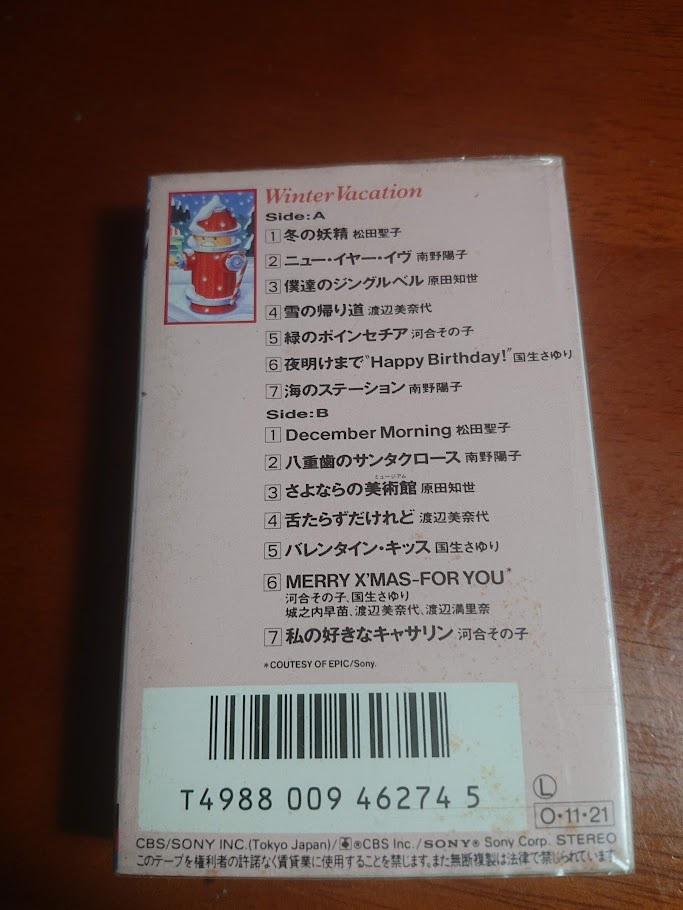 Winter Vacation
Side: A
1 冬の妖精 松田聖子
2 ニュー・イヤー・イヴ 南野陽子
3 僕達のジングルベル 原田知世
4 雪の帰り道 渡辺美奈代
5 緑のポインセチア 河合その子
6 夜明けまで"Happy Birthday!" 国生さゆり
7 海のステーション 南野陽子
Side: B
1 December Morning 松田聖子
2 八重歯のサンタクロース 南野陽子
ミュージアム
3 さよならの美術館 原田知世
4 舌たらずだけれど 渡辺美奈代
5 バレンタイン・キッス 国生さゆり
6 MERRY X'MAS-FOR YOU*
河合その子、国生さゆり
城之内早苗、渡辺美奈代、渡辺満里奈
7 私の好きなキャサリン 河合その子
*COUTESY OF EPIC/Sony.
T4988 009 46274 5
L
O・11・21
CBS/SONY INC.(Tokyo Japan)/®CBS Inc./SONY® Sony Corp. STEREO
このテープを権利者の許諾なく賃貸業に使用することを禁じます。また無断複製は法律で禁じられています